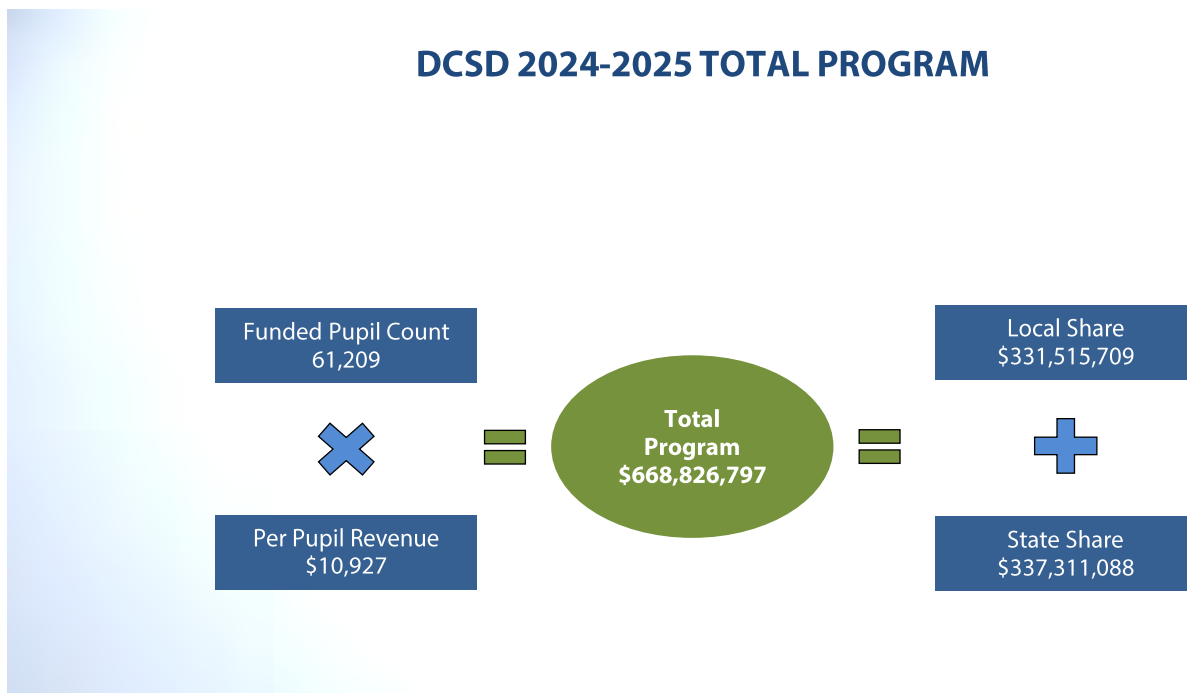 DCSD 2024-2025 TOTAL PROGRAM
Funded Pupil Count
61,209
Per Pupil Revenue
$10,927
Total
Program
$668,826,797
Local Share
$331,515,709
State Share
$337,311,088